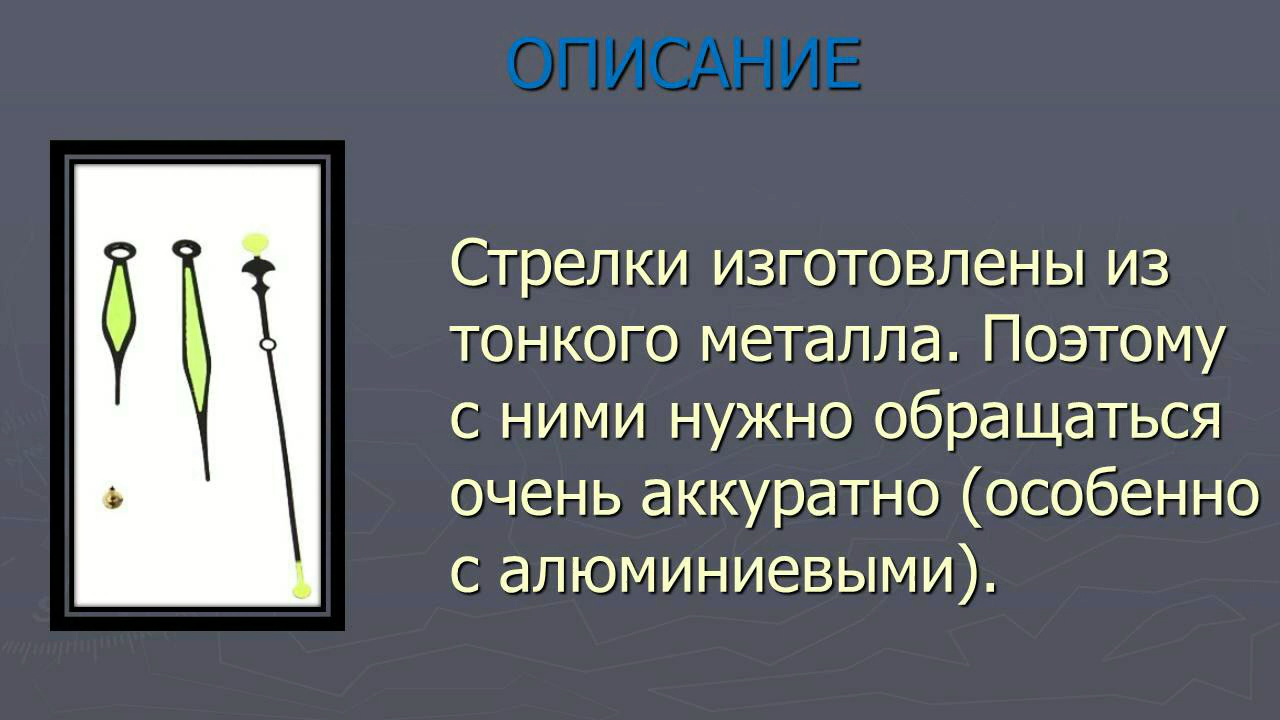 ОПИСАНИЕ
Стрелки изготовлены из
тонкого металла. Поэтому
с ними нужно обращаться
очень аккуратно (особенно
с алюминиевыми).